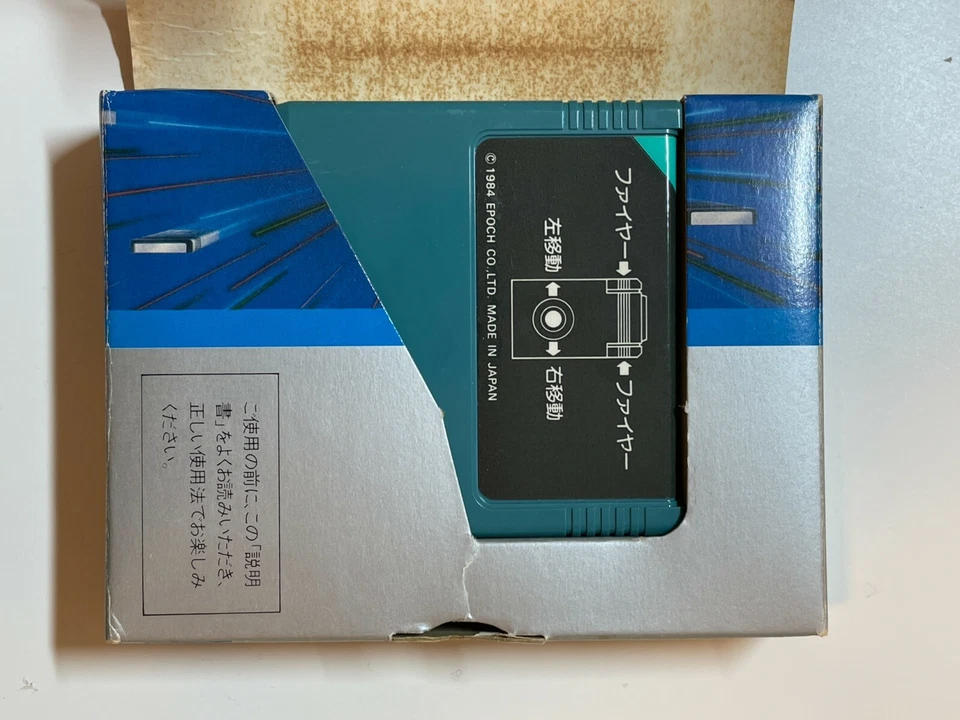 ファイヤー
ファイヤー
左移動
右移動
© 1984 EPOCH CO.,LTD. MADE IN JAPAN
ご使用の前に、この「説明
書」をよくお読みいただき、
正しい使用法でお楽しみ
ください。